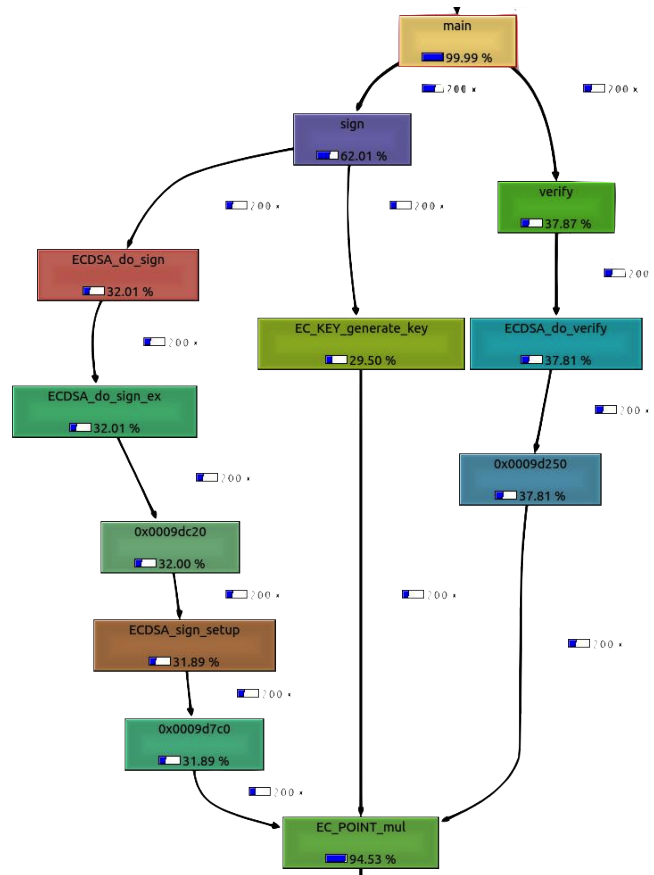 main
99.99 %
200 x
200 x
sign
62.01 %
verify
37.87 %
200 x
200 x
ECDSA_do_sign
32.01 %
200
EC_KEY_generate_key
29.50 %
ECDSA_do_verify
37.81 %
200 x
ECDSA_do_sign_ex
32.01 %
200 x
0x0009d250
37.81 %
200 x
0x0009dc20
32.00 %
200 x
200 x
ECDSA_sign_setup
31.89 %
200 x
200 x
0x0009d7c0
31.89 %
200 x
EC_POINT_mul
94.53 %